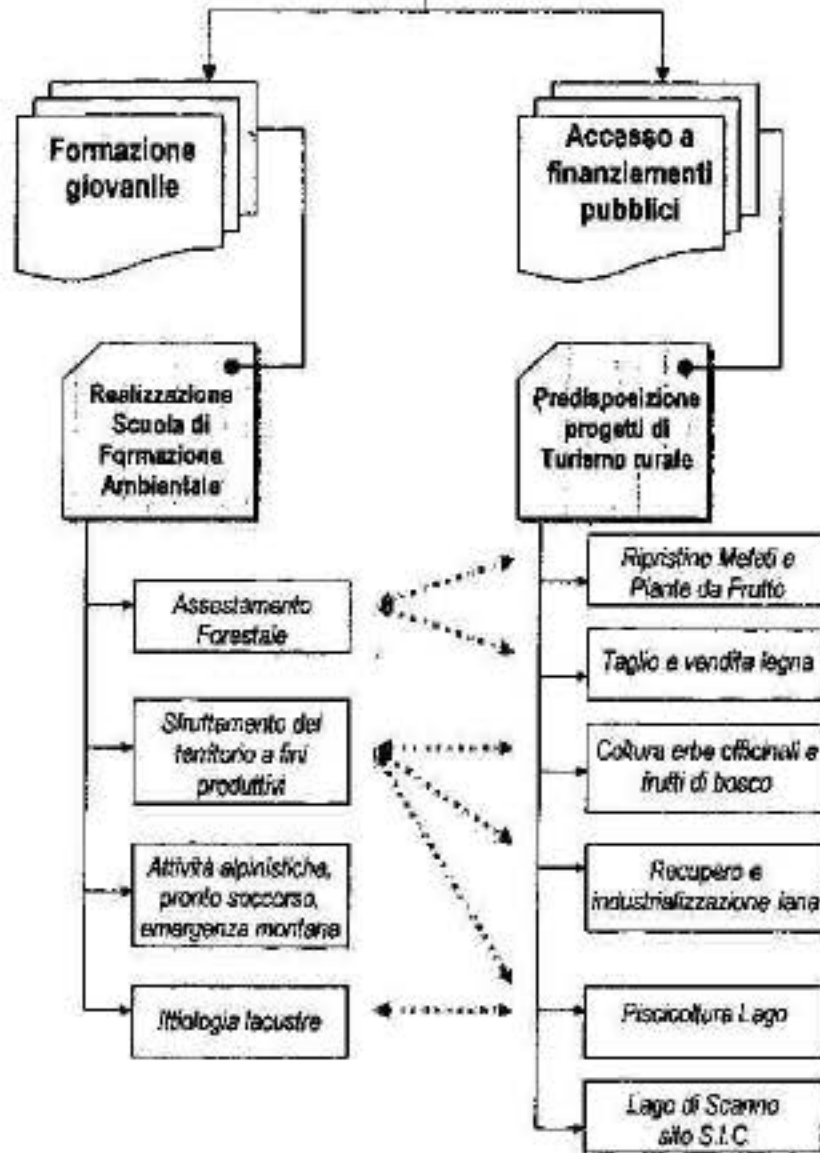 Formazione
giovanile
Accesso a
finanziementi
pubblici
Realizzazione
Scuola di
Formazione
Ambientale
Predisposizione
progetti di
Turismo rurale
Assestamento
Forestale
Sfruttamento del
territorio a fini
produttivi
Attività alpinistiche,
pronto soccorso,
emergenza montana
Ittiologia lacustre
Ripristino Meleti e
Piante da Frutto
Taglio e vendita legna
Coltura erbe officinali e
frutti di bosco
Recupero e
industrializzazione lana
Piscicoltura Lago
Lago di Scanno
sito S.I.C.